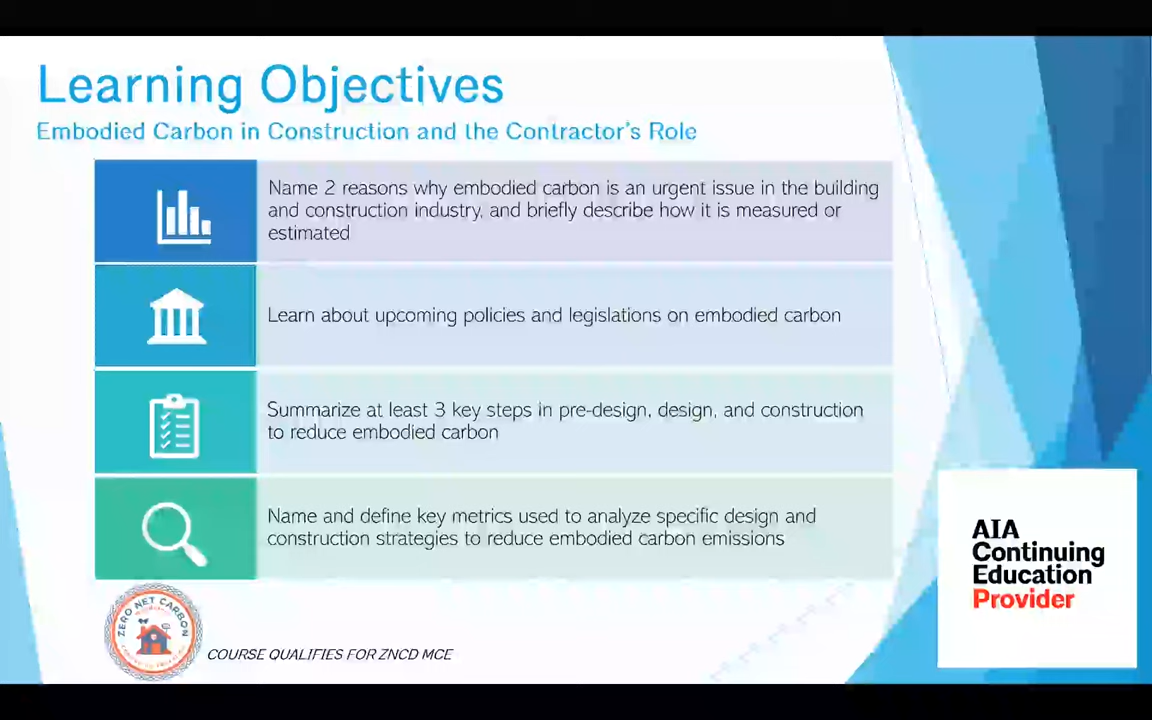 Learning Objectives
Embodied Carbon in Construction and the Contractor's Role
Name 2 reasons why embodied carbon is an urgent issue in the building
and construction industry, and briefly describe how it is measured or
estimated
Learn about upcoming policies and legislations on embodied carbon
Summarize at least 3 key steps in pre-design, design, and construction
to reduce embodied carbon
Name and define key metrics used to analyze specific design and
construction strategies to reduce embodied carbon emissions
AIA
Continuing
Education
Provider
ZERO NET CARBON
COURSE QUALIFIES FOR ZNCD MCE